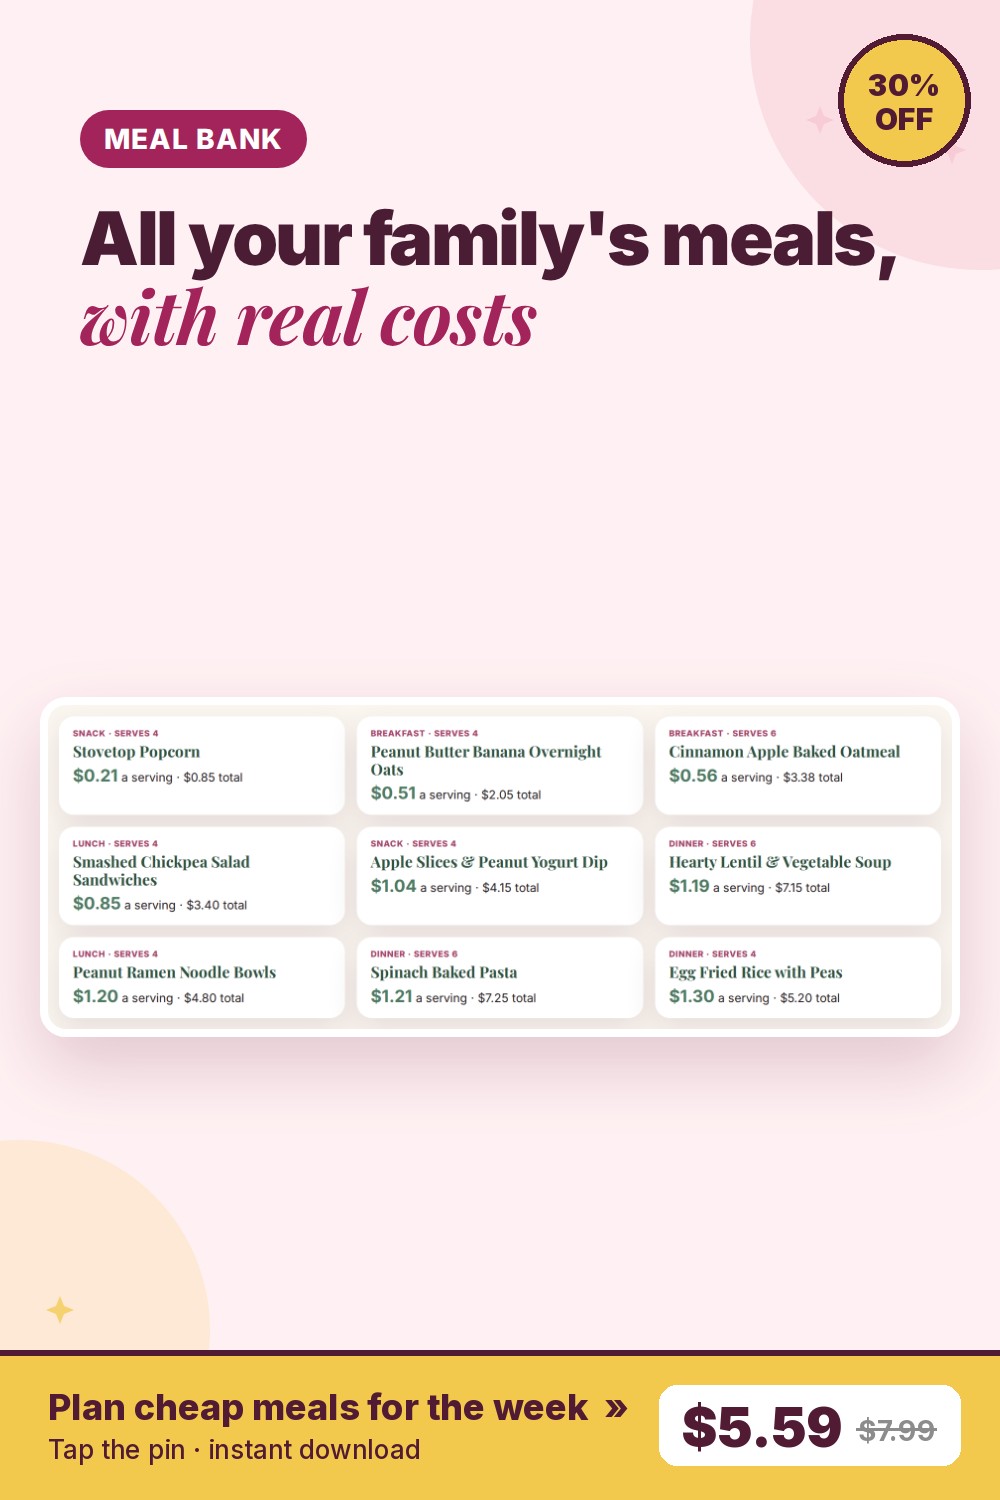 30%
OFF
MEAL BANK
All your family's meals,
with real costs
SNACK · SERVES 4
Stovetop Popcorn
$0.21 a serving · $0.85 total
BREAKFAST · SERVES 4
Peanut Butter Banana Overnight
Oats
$0.51 a serving · $2.05 total
BREAKFAST · SERVES 6
Cinnamon Apple Baked Oatmeal
$0.56 a serving · $3.38 total
LUNCH · SERVES 4
Smashed Chickpea Salad
Sandwiches
$0.85 a serving · $3.40 total
SNACK · SERVES 4
Apple Slices & Peanut Yogurt Dip
$1.04 a serving · $4.15 total
DINNER · SERVES 6
Hearty Lentil & Vegetable Soup
$1.19 a serving · $7.15 total
LUNCH · SERVES 4
Peanut Ramen Noodle Bowls
$1.20 a serving · $4.80 total
DINNER · SERVES 6
Spinach Baked Pasta
$1.21 a serving · $7.25 total
DINNER · SERVES 4
Egg Fried Rice with Peas
$1.30 a serving · $5.20 total
Plan cheap meals for the week »
Tap the pin · instant download
$5.59 $7.99